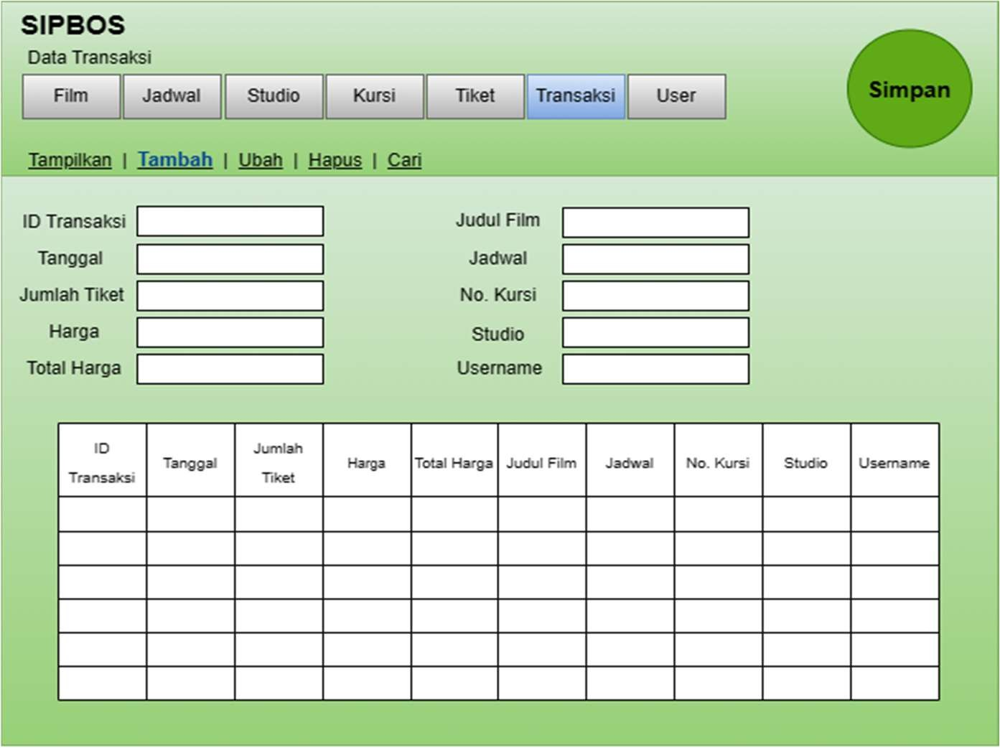 SIPBOS
Data Transaksi
Film Jadwal Studio Kursi Tiket Transaksi User
Simpan
Tampilkan | Tambah | Ubah | Hapus | Cari
ID Transaksi
Tanggal
Jumlah Tiket
Harga
Total Harga
Judul Film
Jadwal
No. Kursi
Studio
Username
ID Transaksi Tanggal Jumlah Tiket Harga Total Harga Judul Film Jadwal No. Kursi Studio Username